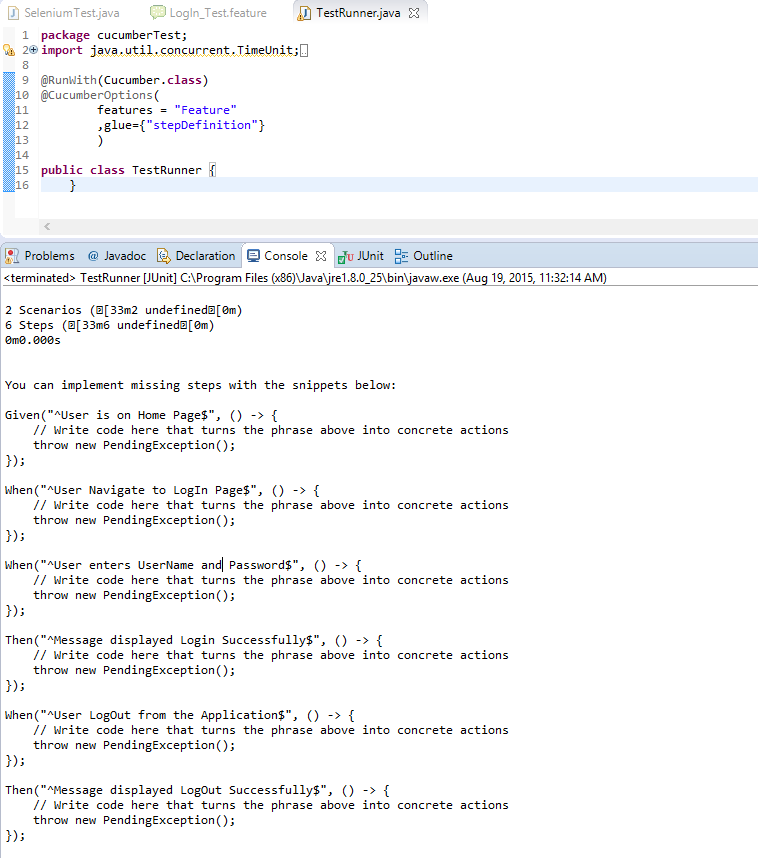 SeleniumTest.java LogIn_Test.feature TestRunner.java
1 package cucumberTest;
2 import java.util.concurrent.TimeUnit;
8
9 @RunWith(Cucumber.class)
10 @CucumberOptions(
11 features = "Feature"
12 ,glue={"stepDefinition"}
13 )
14
15 public class TestRunner {
16 }
Problems @ Javadoc Declaration Console JUnit Outline
<terminated> TestRunner [JUnit] C:\Program Files (x86)\Java\jre1.8.0_25\bin\javaw.exe (Aug 19, 2015, 11:32:14 AM)
2 Scenarios ([33m2 undefined[0m)
6 Steps ([33m6 undefined[0m)
0m0.000s
You can implement missing steps with the snippets below:
Given("^User is on Home Page$", () -> {
// Write code here that turns the phrase above into concrete actions
throw new PendingException();
});
When("^User Navigate to LogIn Page$", () -> {
// Write code here that turns the phrase above into concrete actions
throw new PendingException();
});
When("^User enters UserName and Password$", () -> {
// Write code here that turns the phrase above into concrete actions
throw new PendingException();
});
Then("^Message displayed Login Successfully$", () -> {
// Write code here that turns the phrase above into concrete actions
throw new PendingException();
});
When("^User LogOut from the Application$", () -> {
// Write code here that turns the phrase above into concrete actions
throw new PendingException();
});
Then("^Message displayed LogOut Successfully$", () -> {
// Write code here that turns the phrase above into concrete actions
throw new PendingException();
});